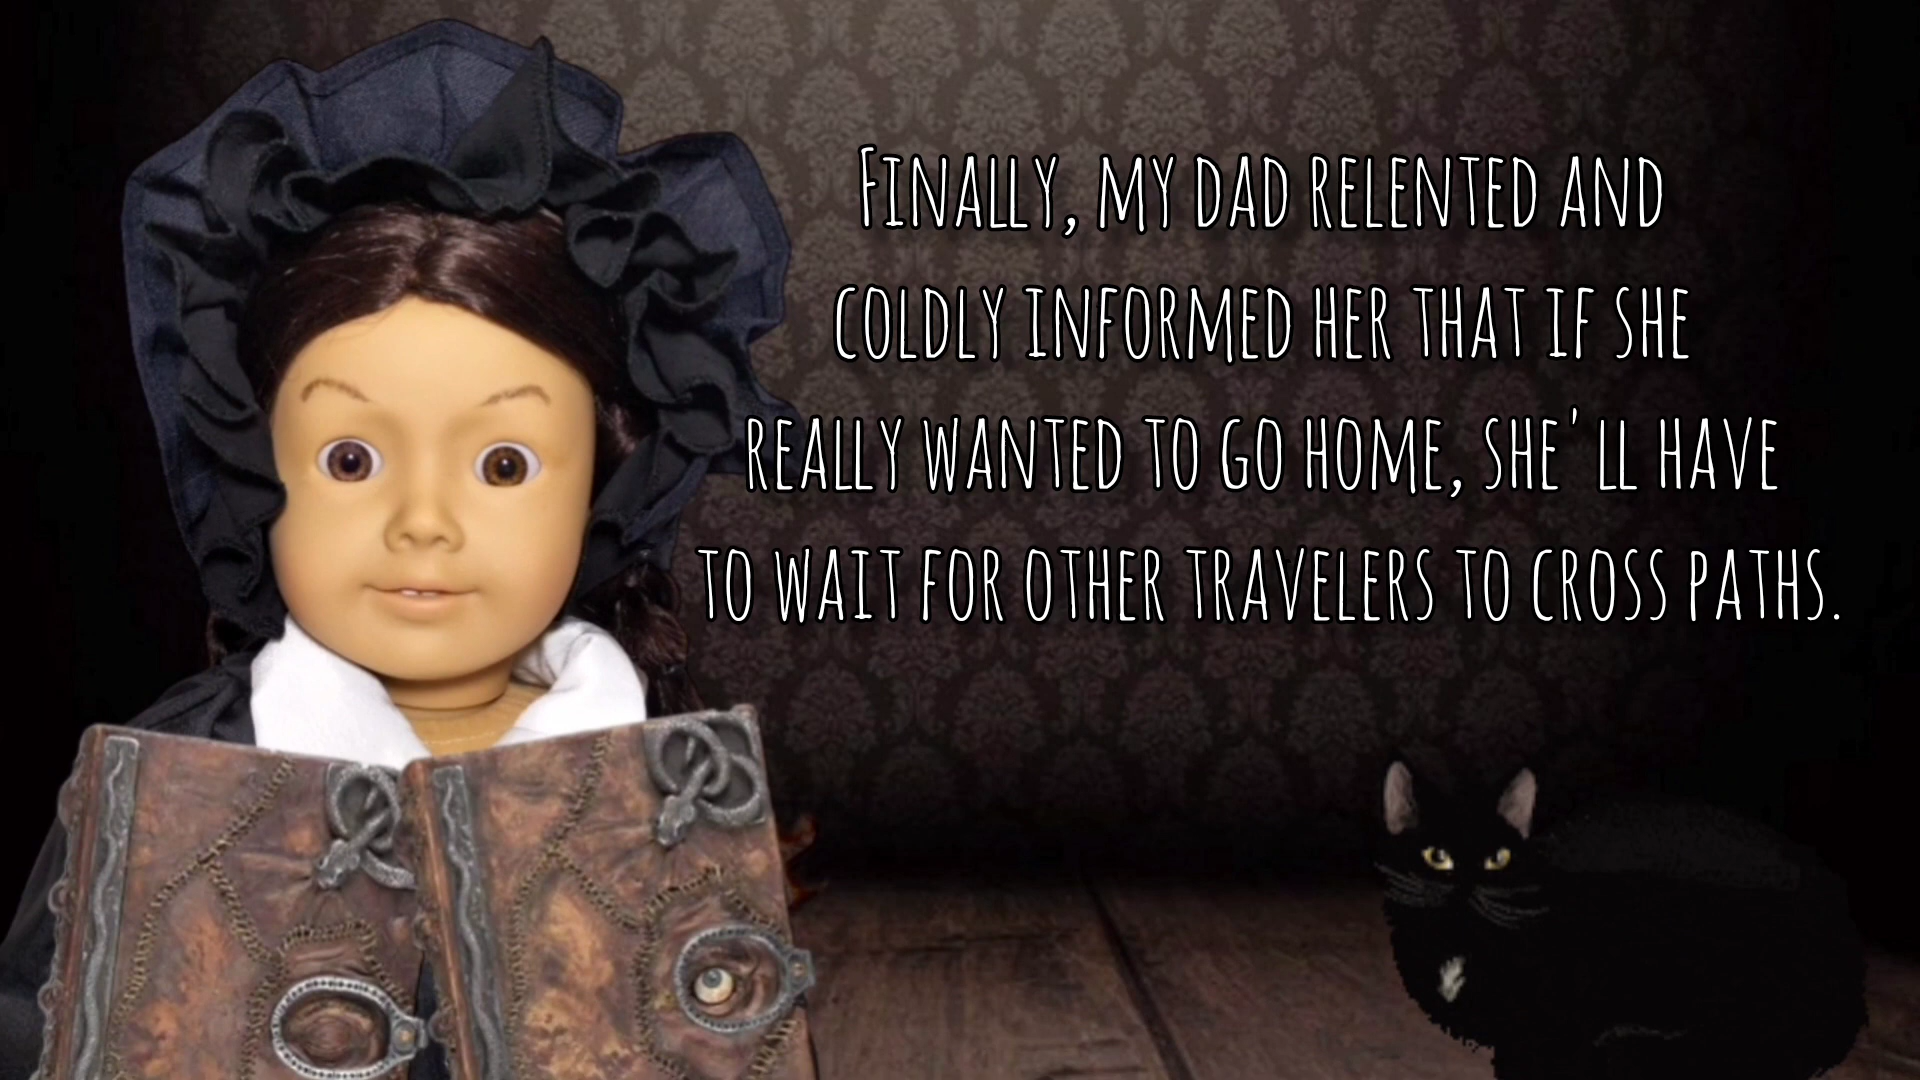 Finally, my dad relented and
coldly informed her that if she
really wanted to go home, she'll have
to wait for other travelers to cross paths.